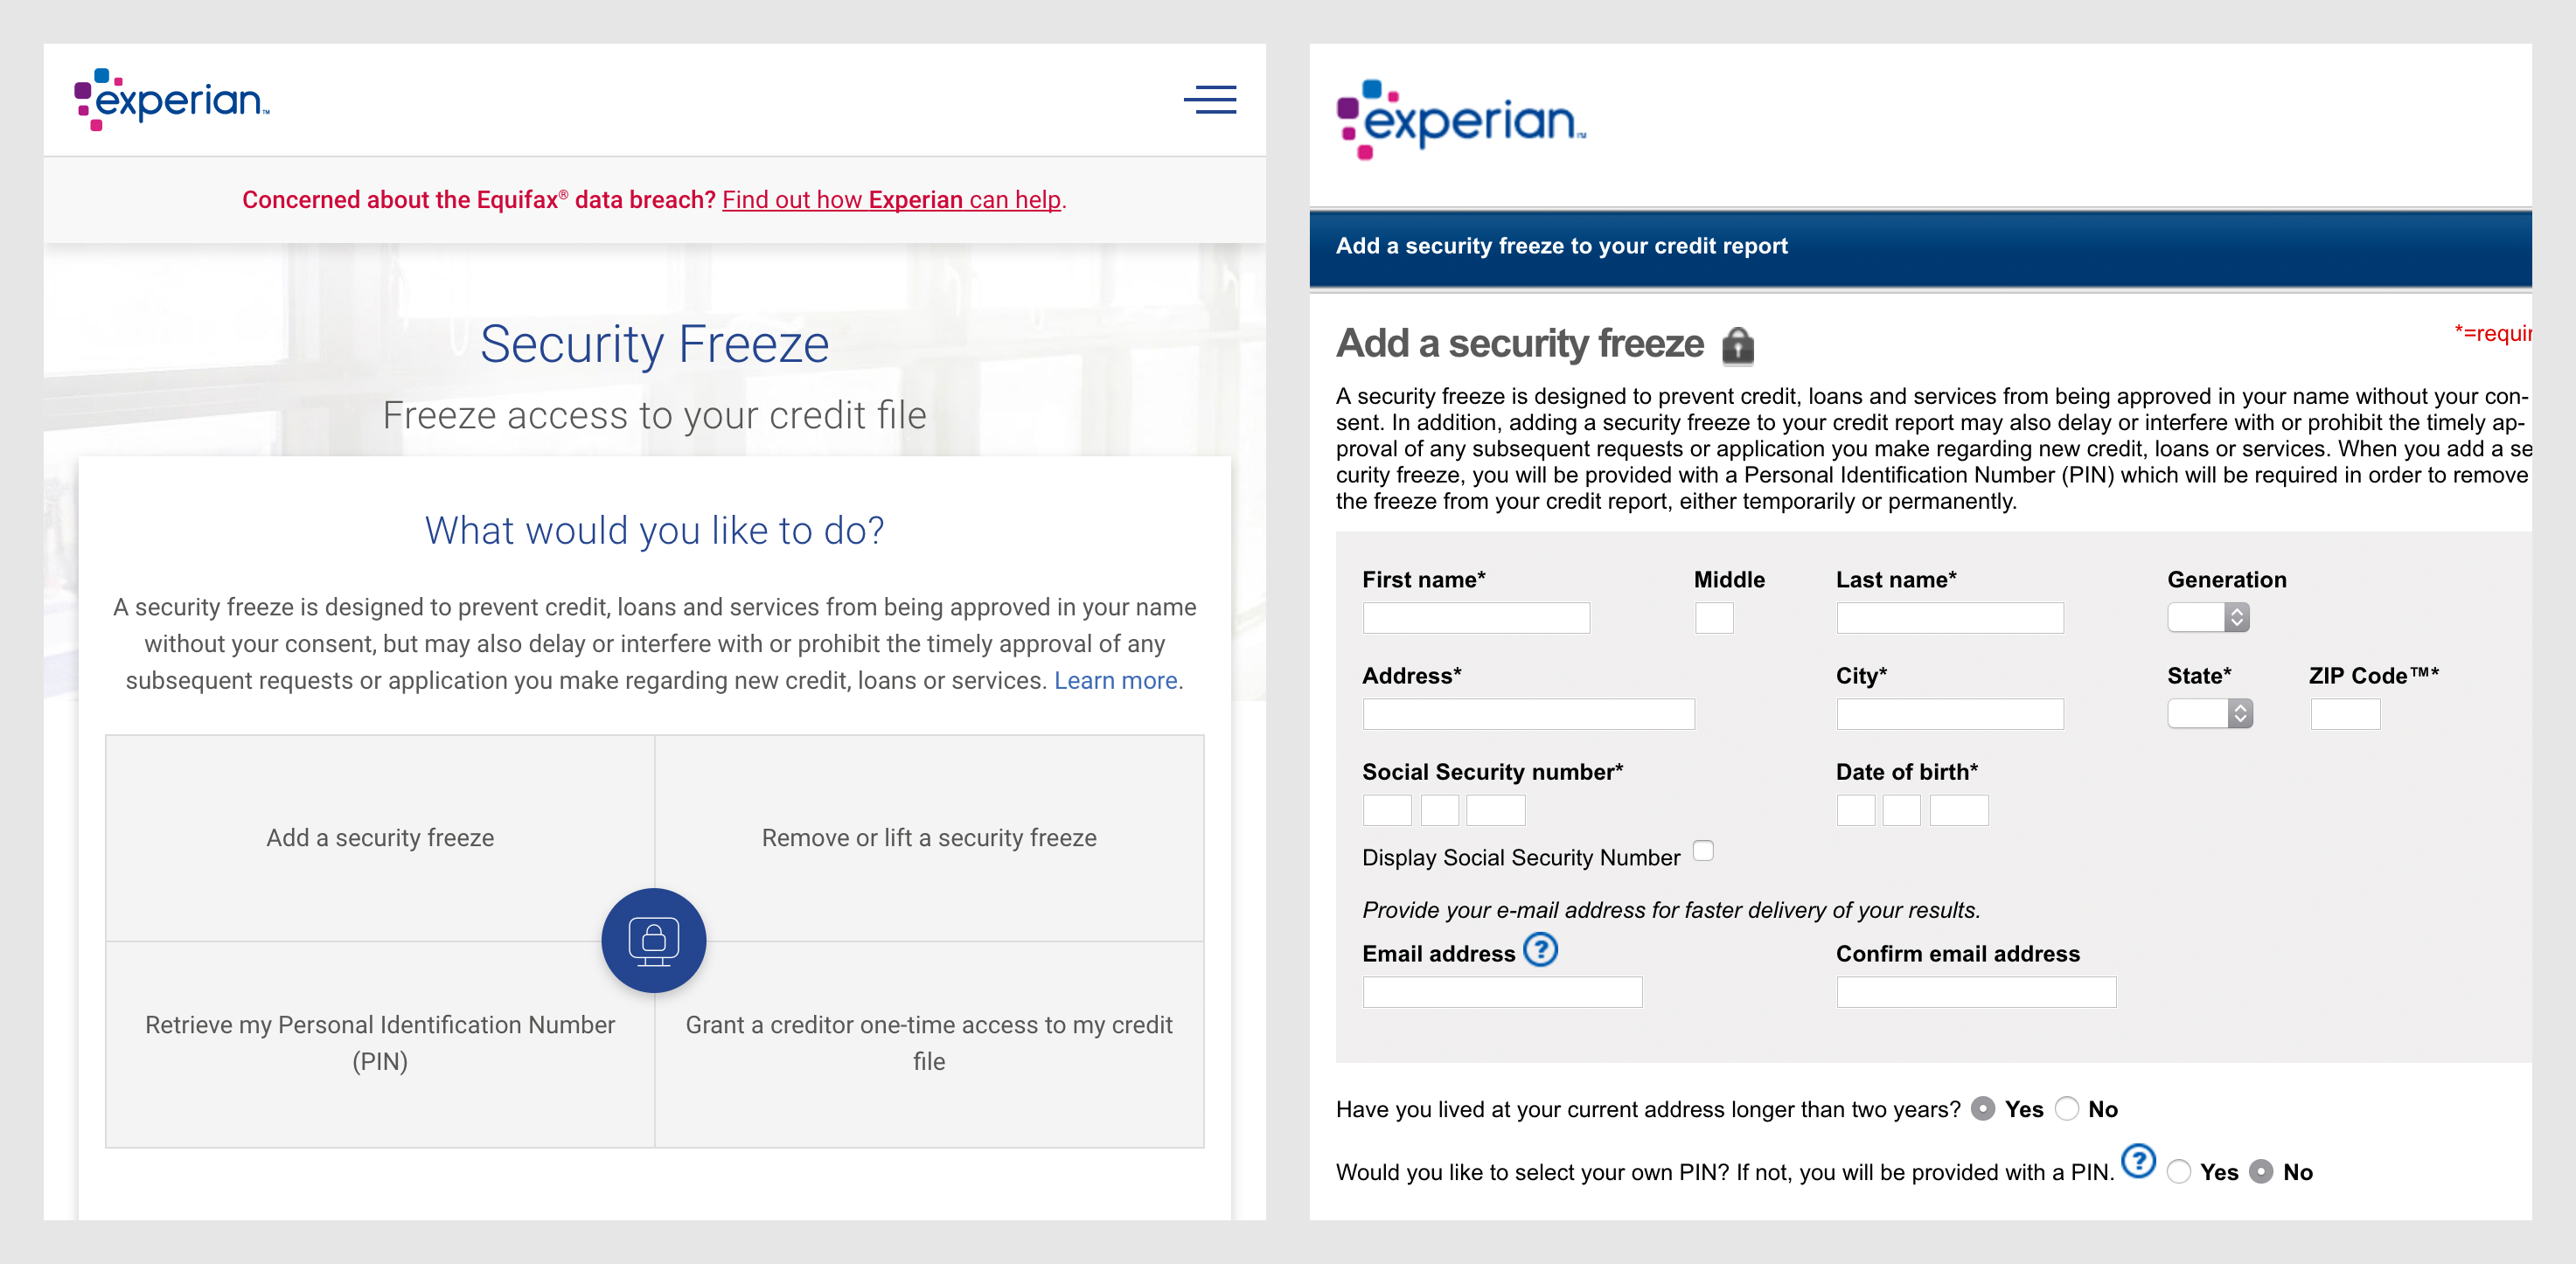 experian™
Concerned about the Equifax® data breach? Find out how Experian can help.
Security Freeze
Freeze access to your credit file
What would you like to do?
A security freeze is designed to prevent credit, loans and services from being approved in your name
without your consent, but may also delay or interfere with or prohibit the timely approval of any
subsequent requests or application you make regarding new credit, loans or services. Learn more.
Add a security freeze
Remove or lift a security freeze
Retrieve my Personal Identification Number
(PIN)
Grant a creditor one-time access to my credit
file
experian™
Add a security freeze to your credit report
Add a security freeze
*=requir
A security freeze is designed to prevent credit, loans and services from being approved in your name without your con-
sent. In addition, adding a security freeze to your credit report may also delay or interfere with or prohibit the timely ap-
proval of any subsequent requests or application you make regarding new credit, loans or services. When you add a se
curity freeze, you will be provided with a Personal Identification Number (PIN) which will be required in order to remove
the freeze from your credit report, either temporarily or permanently.
First name* Middle Last name* Generation
Address* City* State* ZIP Code™*
Social Security number* Date of birth*
Display Social Security Number
Provide your e-mail address for faster delivery of your results.
Email address ? Confirm email address
Have you lived at your current address longer than two years? Yes No
Would you like to select your own PIN? If not, you will be provided with a PIN. ? Yes No